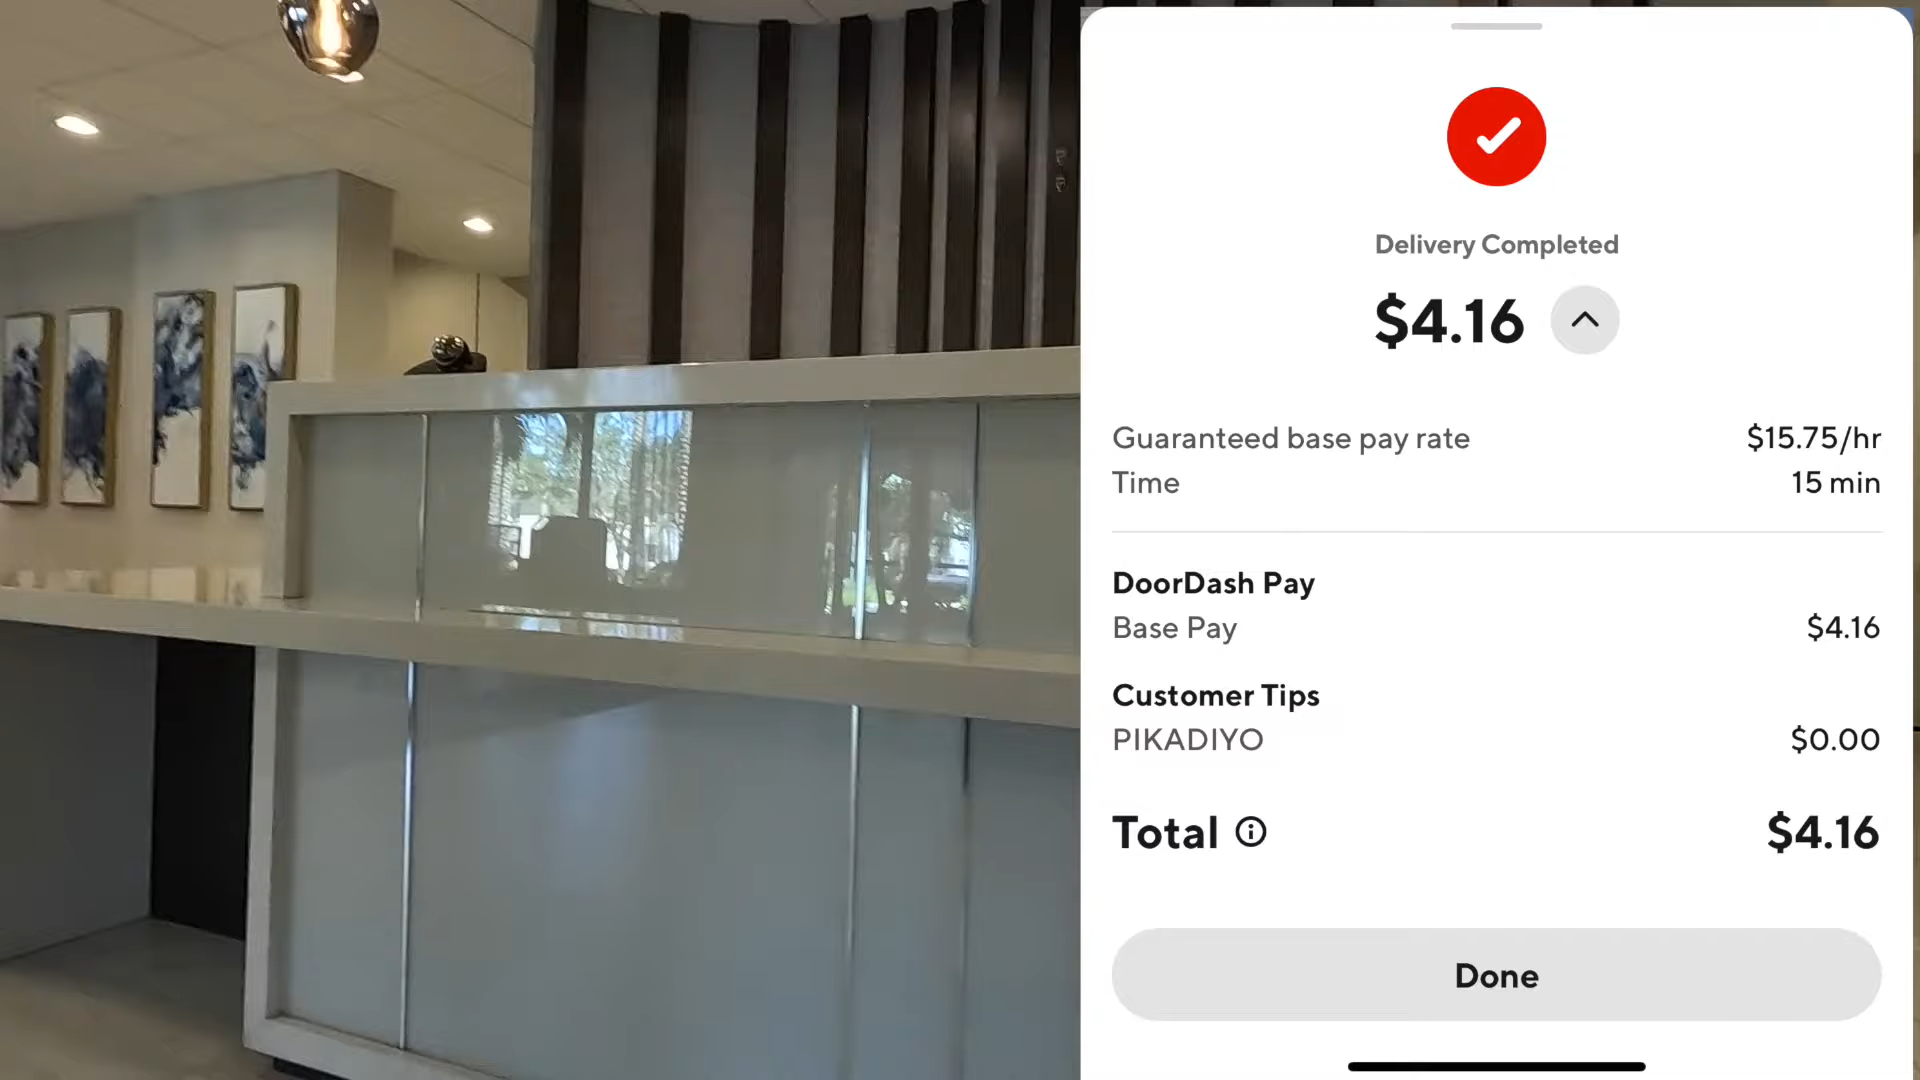 Delivery Completed
$4.16
Guaranteed base pay rate $15.75/hr
Time 15 min
DoorDash Pay
Base Pay $4.16
Customer Tips
PIKADIYO $0.00
Total $4.16
Done